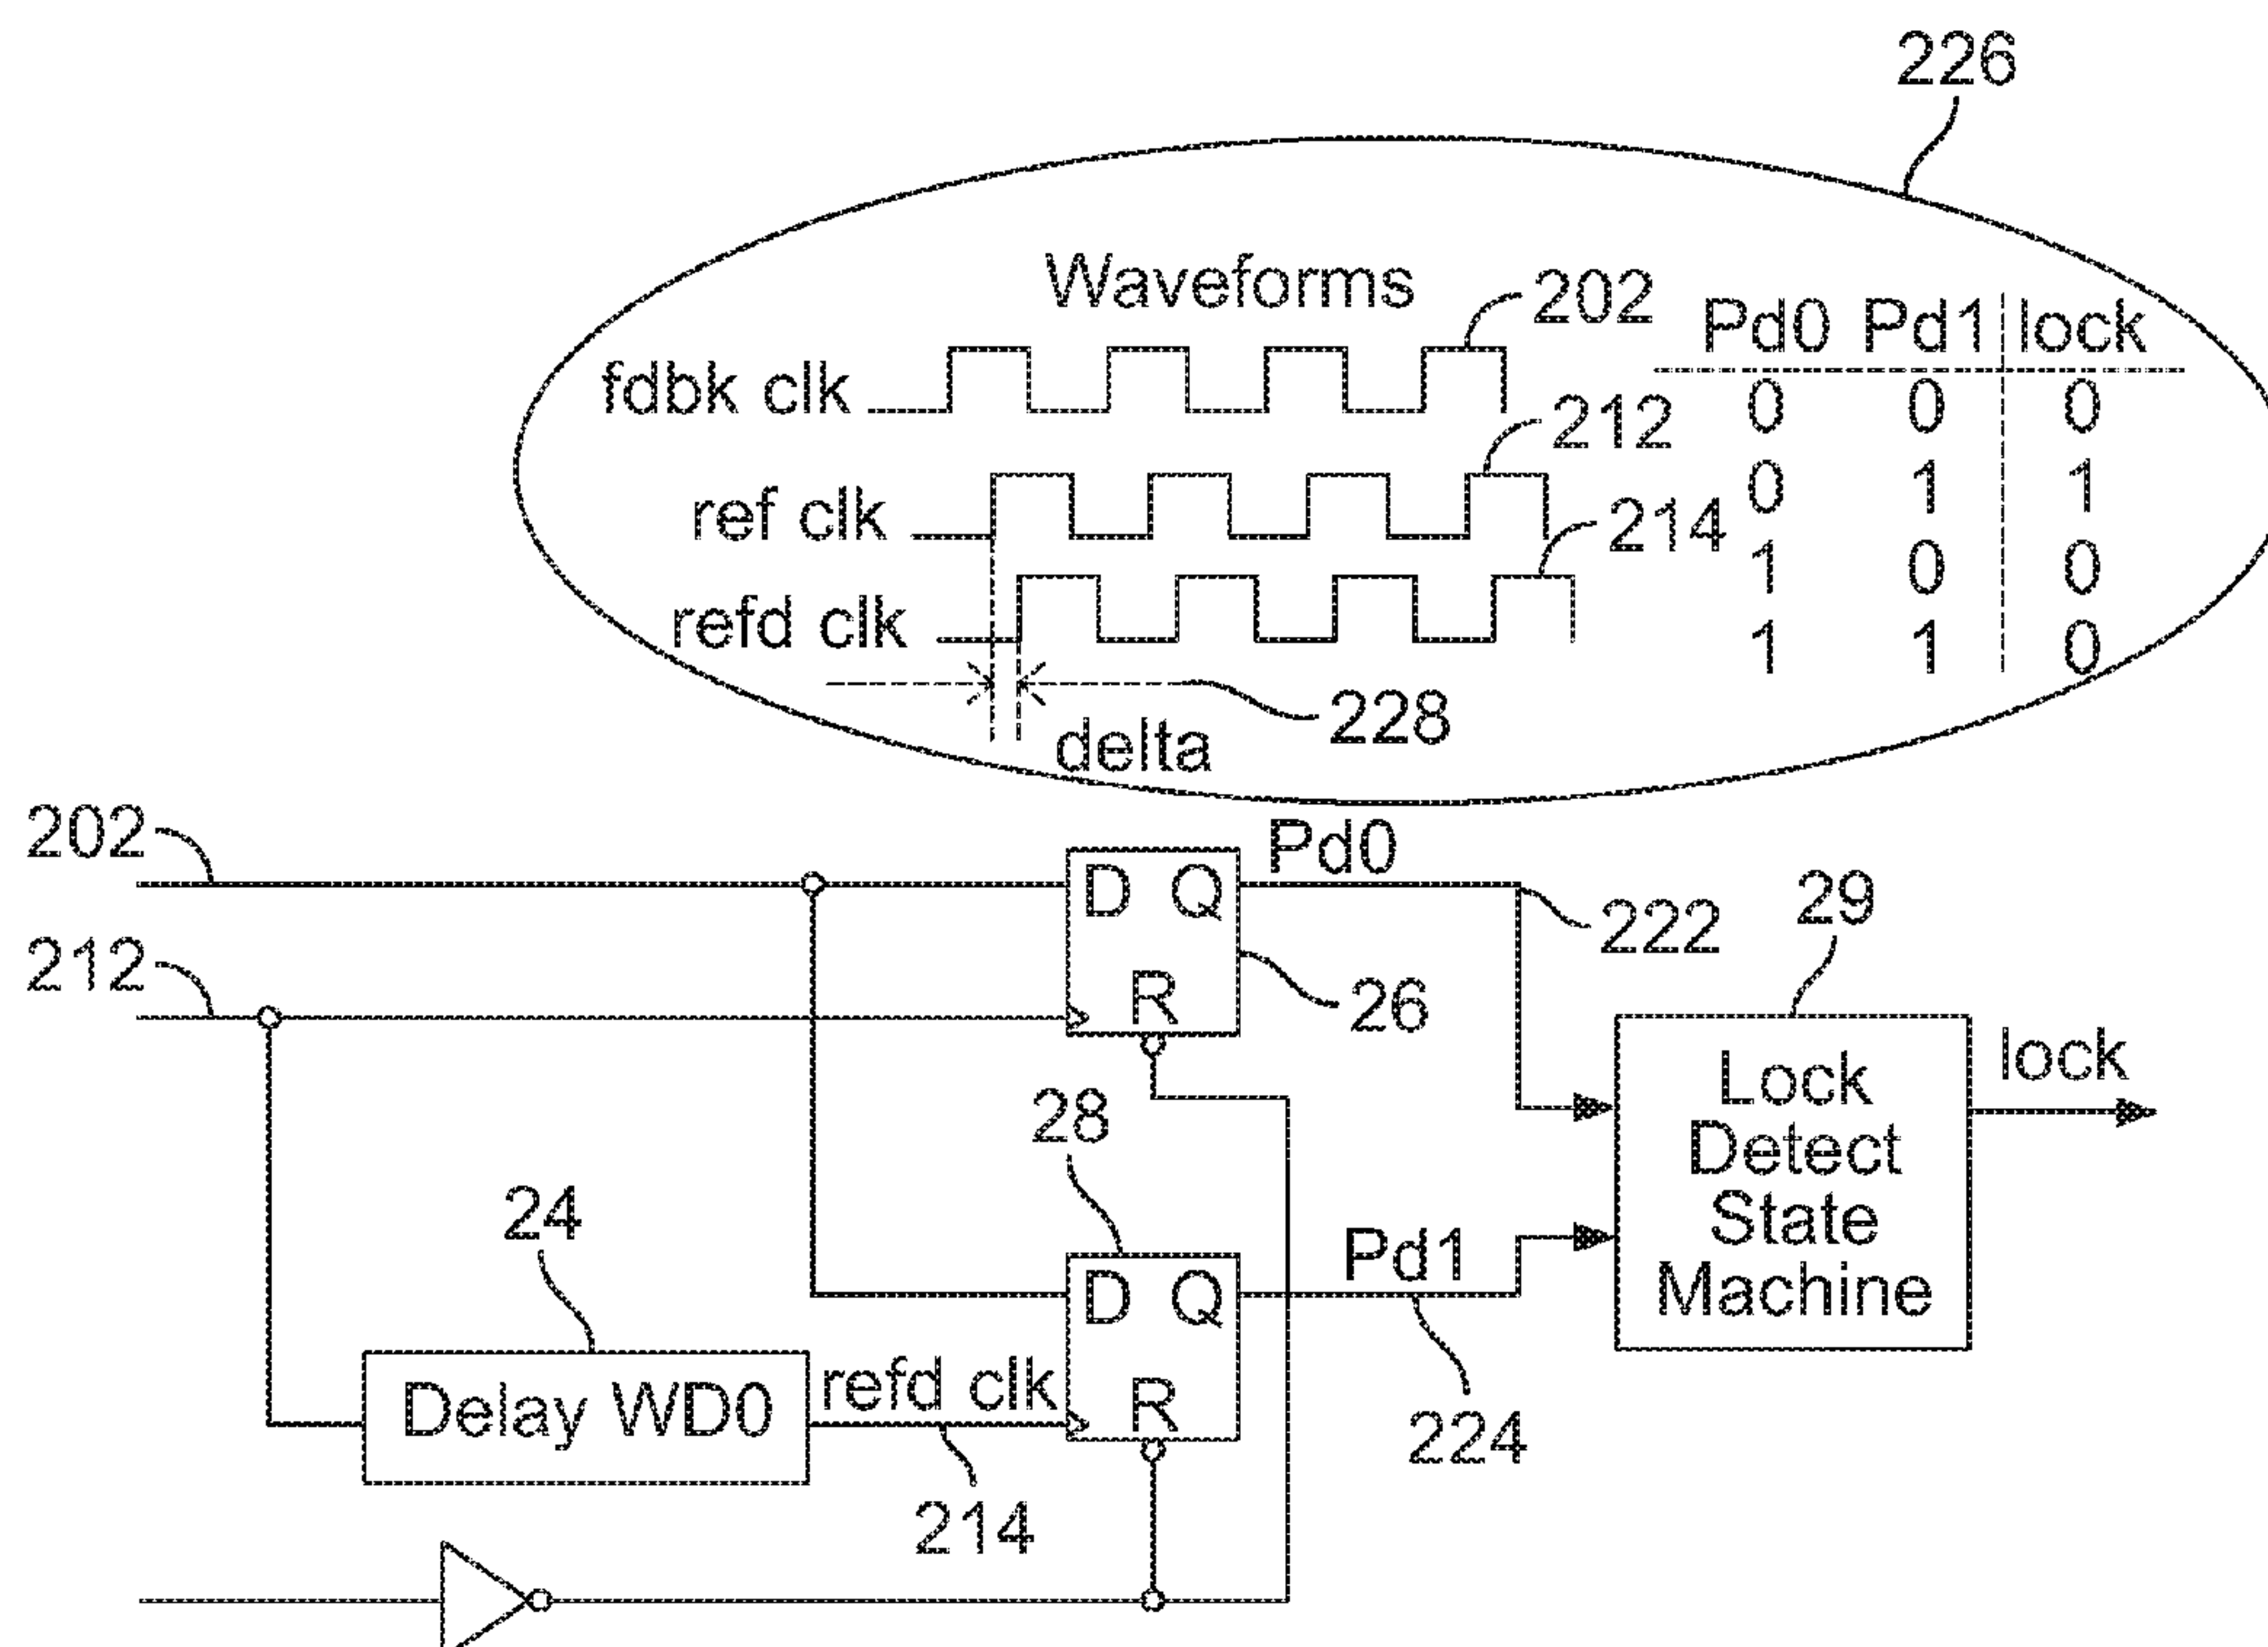 226
Waveforms
202
Pd0 Pd1 lock
fdbk clk
0 0 0
212
ref clk
0 1 1
214
refd clk
1 0 0
1 1 0
228
delta
202
Pd0
D Q
222
29
212
R
26
lock
Lock
Detect
State
Machine
28
24
Pd1
D Q
Delay WD0
refd clk
R
224
214